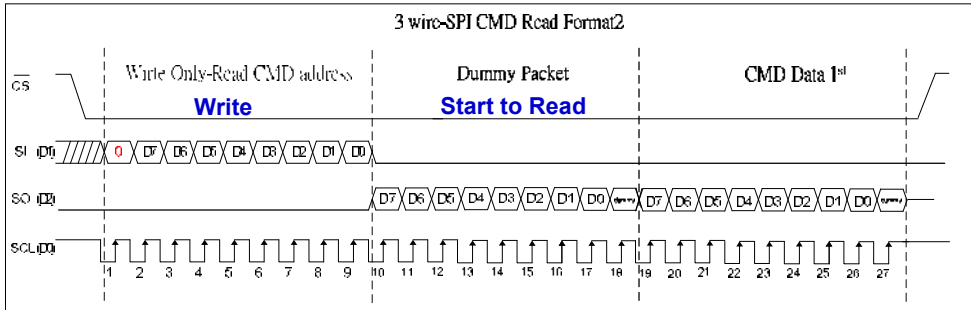 3 wire-SPI CMD Read Format2
Wirte Only-Read CMD address
Dummy Packet
CMD Data 1st
CS
Write
Start to Read
SI (D1)
0 D7 D6 D5 D4 D3 D2 D1 D0
SO (D2)
D7 D6 D5 D4 D3 D2 D1 D0 dummy D7 D6 D5 D4 D3 D2 D1 D0 dummy
SCL(D0)
1 2 3 4 5 6 7 8 9 10 11 12 13 14 15 16 17 18 19 20 21 22 23 24 25 26 27